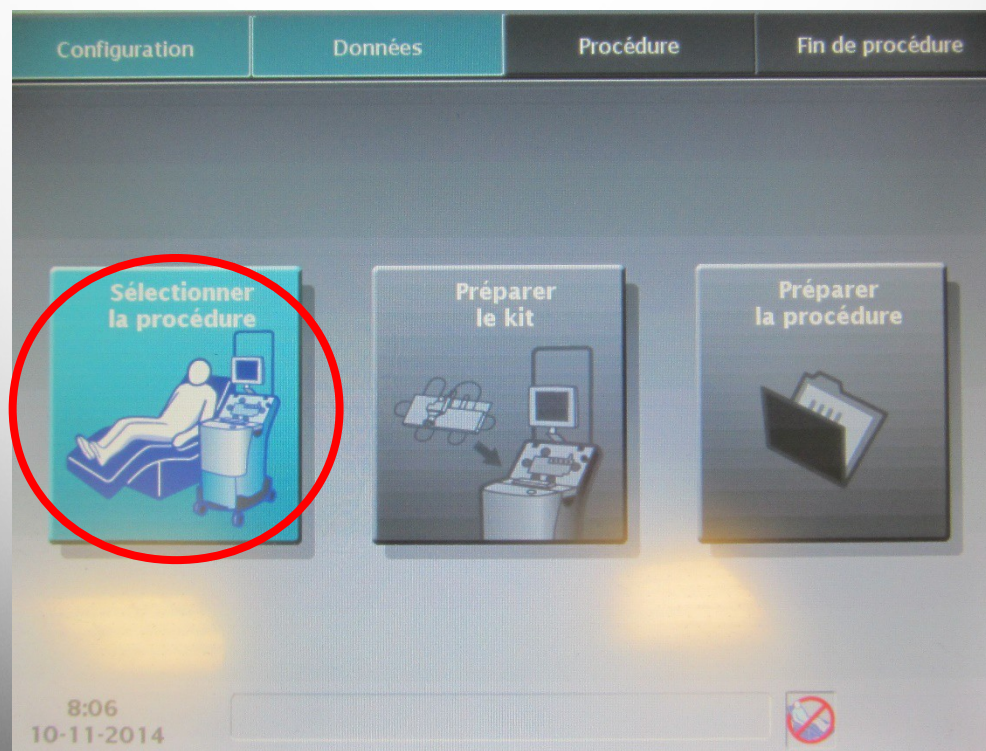 Configuration
Données
Procédure
Fin de procédure
Sélectionner
la procédure
Préparer
le kit
Préparer
la procédure
8:06
10-11-2014